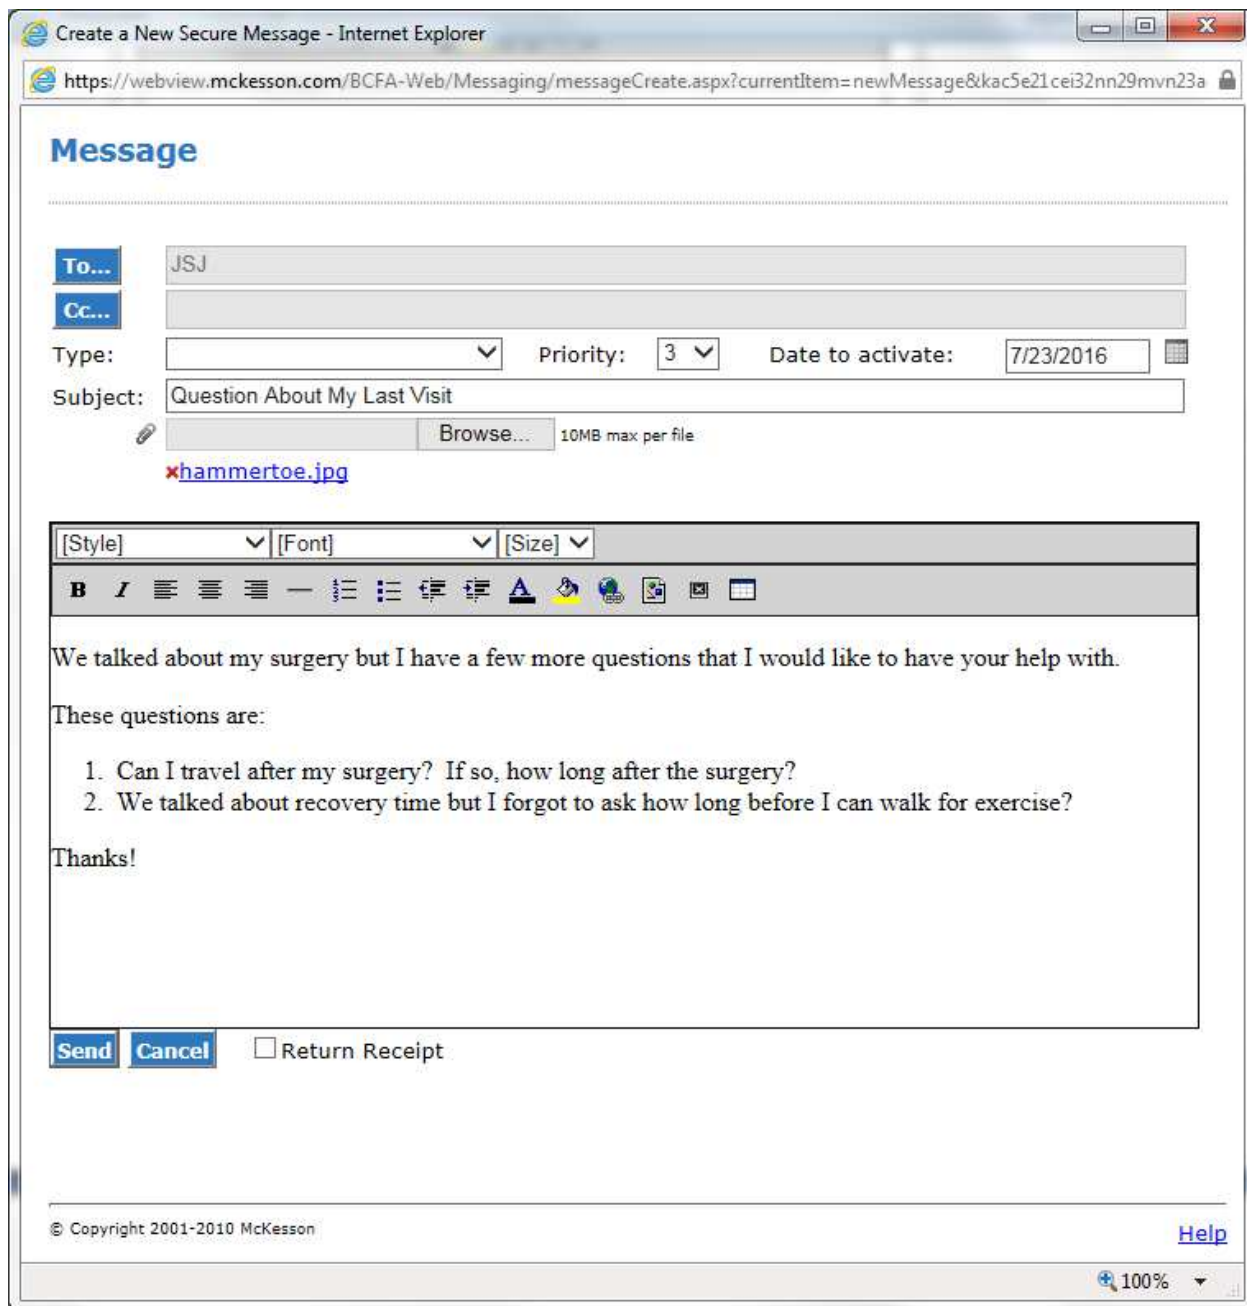 Create a New Secure Message - Internet Explorer
https://webview.mckesson.com/BCFA-Web/Messaging/messageCreate.aspx?currentItem=newMessage&kac5e21cei32nn29mvn23a
Message
To... JSJ
Cc...
Type: Priority: 3 Date to activate: 7/23/2016
Subject: Question About My Last Visit
Browse... 10MB max per file
hammertoe.jpg
[Style] [Font] [Size]
B I A
We talked about my surgery but I have a few more questions that I would like to have your help with.
These questions are:
1. Can I travel after my surgery?  If so, how long after the surgery?
2. We talked about recovery time but I forgot to ask how long before I can walk for exercise?
Thanks!
Send Cancel Return Receipt
© Copyright 2001-2010 McKesson
Help
100%